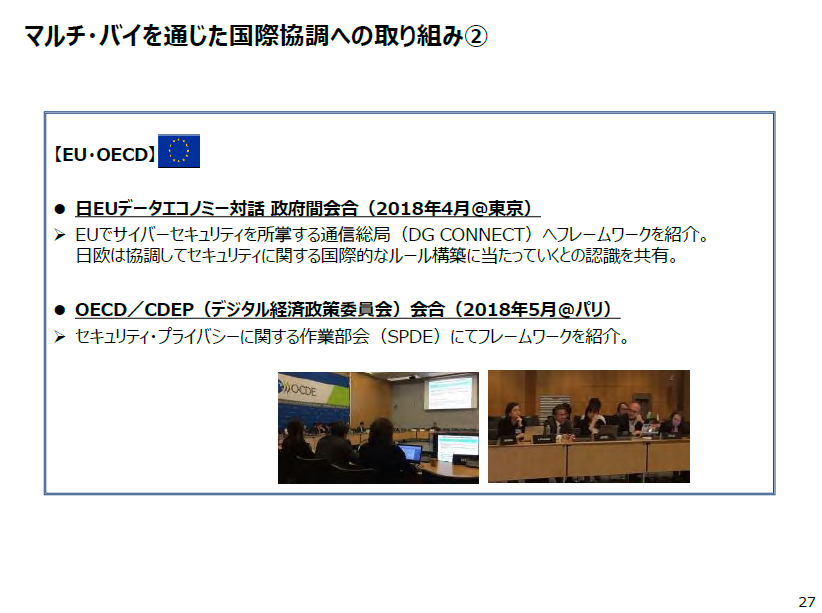 マルチ・バイを通じた国際協調への取り組み②
【EU・OECD】
● 日EUデータエコノミー対話 政府間会合（2018年4月@東京）
➢ EUでサイバーセキュリティを所掌する通信総局（DG CONNECT）へフレームワークを紹介。
日欧は協調してセキュリティに関する国際的なルール構築に当たっていくとの認識を共有。
● OECD／CDEP（デジタル経済政策委員会）会合（2018年5月@パリ）
➢ セキュリティ・プライバシーに関する作業部会（SPDE）にてフレームワークを紹介。
OCDE
27